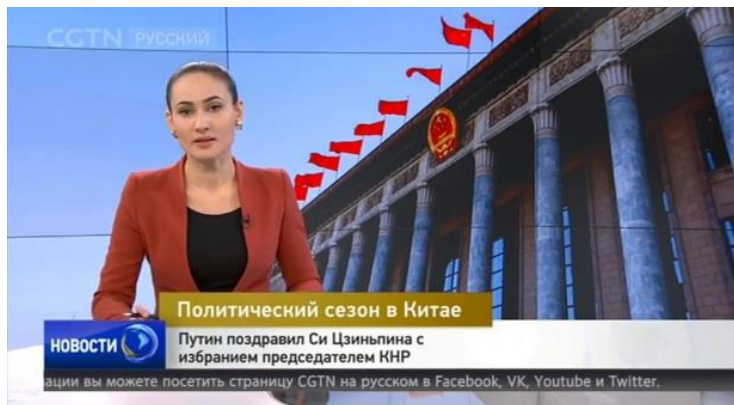 CGTN РУССКИЙ
Политический сезон в Китае
НОВОСТИ
Путин поздравил Си Цзиньпина с
избранием председателем КНР
вы можете посетить страницу CGTN на русском в Facebook, VK, Youtube и Twitter.